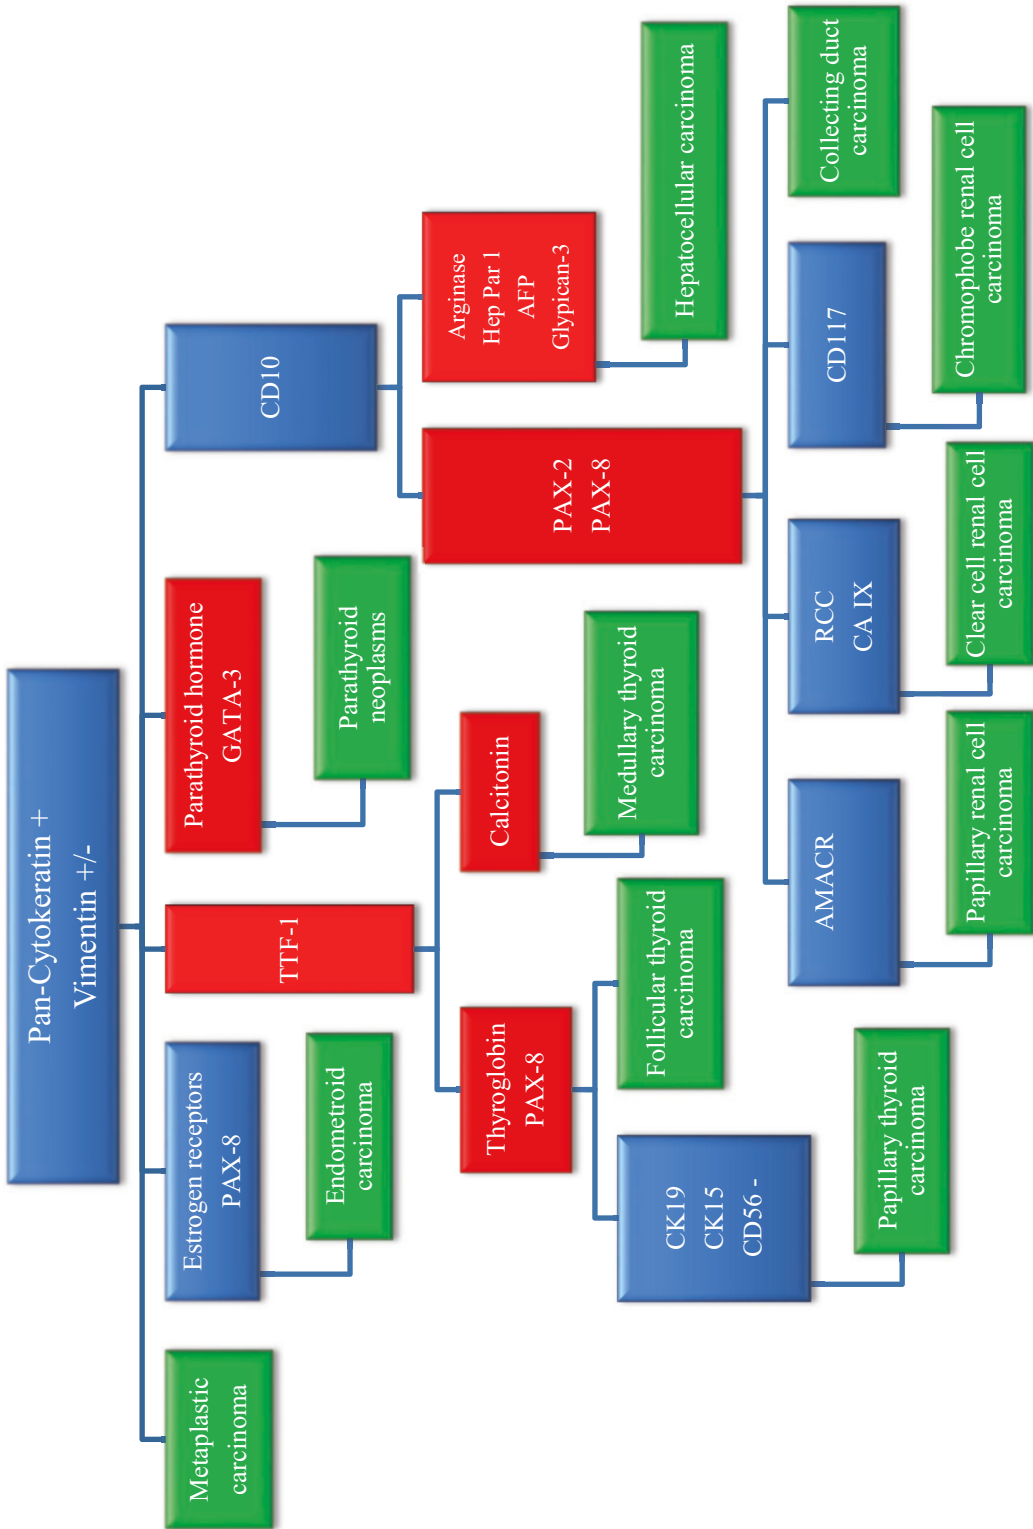 Pan-Cytokeratin +
Vimentin +/-
Metaplastic
carcinoma
Estrogen receptors
PAX-8
Endometroid
carcinoma
TTF-1
Thyroglobin
PAX-8
CK19
CK15
CD56 -
Papillary thyroid
carcinoma
Follicular thyroid
carcinoma
Calcitonin
Medullary thyroid
carcinoma
Parathyroid hormone
GATA-3
Parathyroid
neoplasms
CD10
PAX-2
PAX-8
AMACR
Papillary renal cell
carcinoma
RCC
CA IX
Clear cell renal cell
carcinoma
CD117
Chromophobe renal cell
carcinoma
Collecting duct
carcinoma
Arginase
Hep Par 1
AFP
Glypican-3
Hepatocellular carcinoma